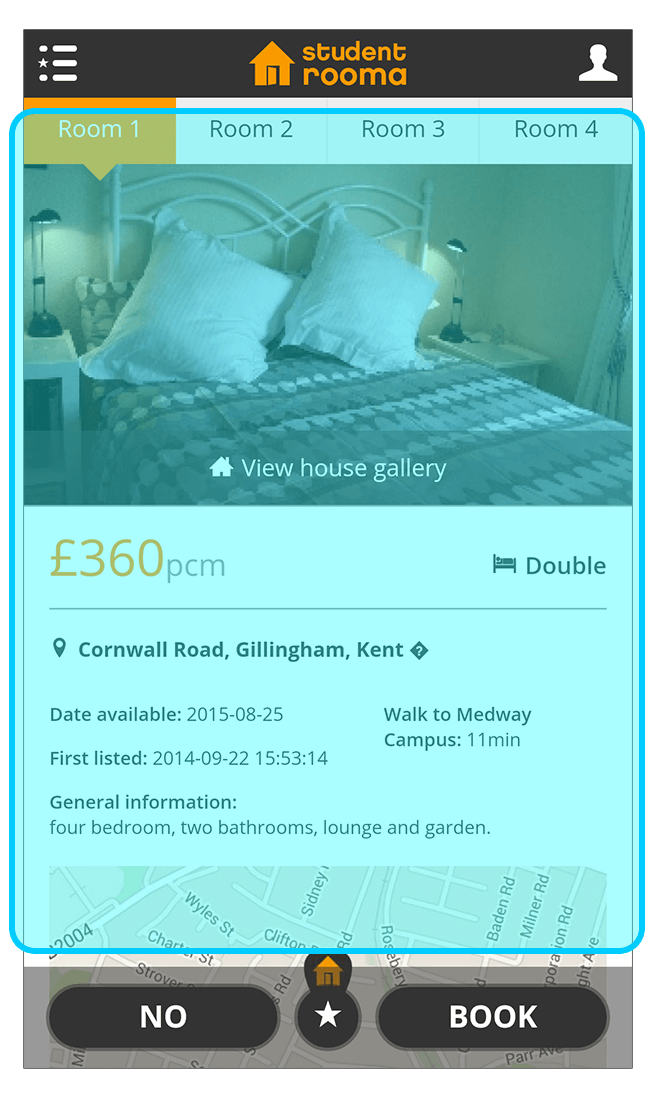 student
rooma
Room 1 Room 2 Room 3 Room 4
View house gallery
£360pcm Double
Cornwall Road, Gillingham, Kent �
Date available: 2015-08-25
Walk to Medway
Campus: 11min
First listed: 2014-09-22 15:53:14
General information:
four bedroom, two bathrooms, lounge and garden.
Sidney
Wyles St
Baden Rd
Milner Rd
2004
Charter St
Clifton
Rd
Rosebery
poration Rd
ght Ave
Strover
s Rd
NO
BOOK
Parr Ave